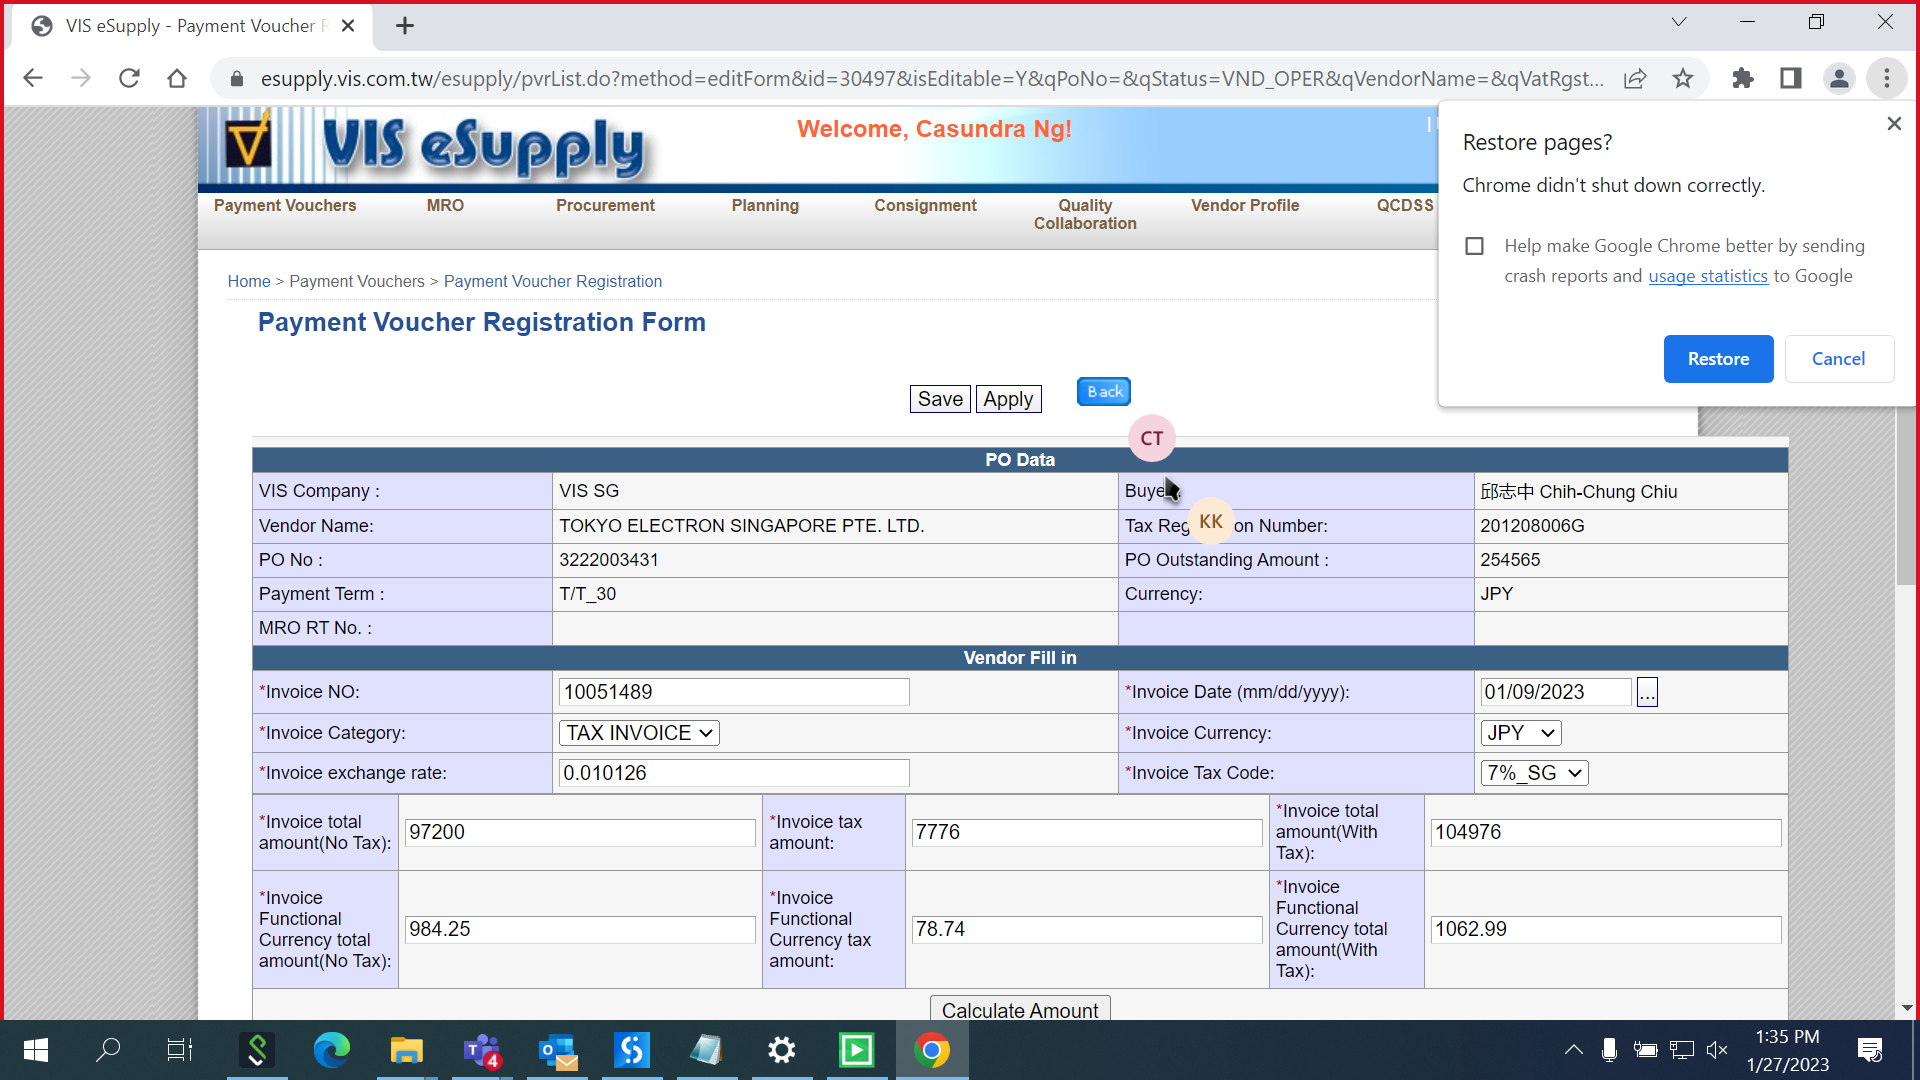 VIS eSupply - Payment Voucher R
esupply.vis.com.tw/esupply/pvrList.do?method=editForm&id=30497&isEditable=Y&qPoNo=&qStatus=VND_OPER&qVendorName=&qVatRgst...
VIS eSupply
Welcome, Casundra Ng!
Payment Vouchers
MRO
Procurement
Planning
Consignment
Quality
Collaboration
Vendor Profile
QCDSS
Restore pages?
Chrome didn't shut down correctly.
Help make Google Chrome better by sending
crash reports and usage statistics to Google
Restore
Cancel
Home > Payment Vouchers > Payment Voucher Registration
Payment Voucher Registration Form
Save
Apply
Back
CT
KK
PO Data
VIS Company :
VIS SG
邱志中 Chih-Chung Chiu
Vendor Name:
TOKYO ELECTRON SINGAPORE PTE. LTD.
201208006G
PO No :
3222003431
PO Outstanding Amount :
254565
Payment Term :
T/T_30
Currency:
JPY
MRO RT No. :
Vendor Fill in
*Invoice NO:
10051489
*Invoice Date (mm/dd/yyyy):
01/09/2023
...
*Invoice Category:
TAX INVOICE
*Invoice Currency:
JPY
*Invoice exchange rate:
0.010126
*Invoice Tax Code:
7%_SG
*Invoice total
amount(No Tax):
97200
*Invoice tax
amount:
7776
*Invoice total
amount(With
Tax):
104976
*Invoice
Functional
Currency total
amount(No Tax):
984.25
*Invoice
Functional
Currency tax
amount:
78.74
*Invoice
Functional
Currency total
amount(With
Tax):
1062.99
Calculate Amount
4
1:35 PM
1/27/2023